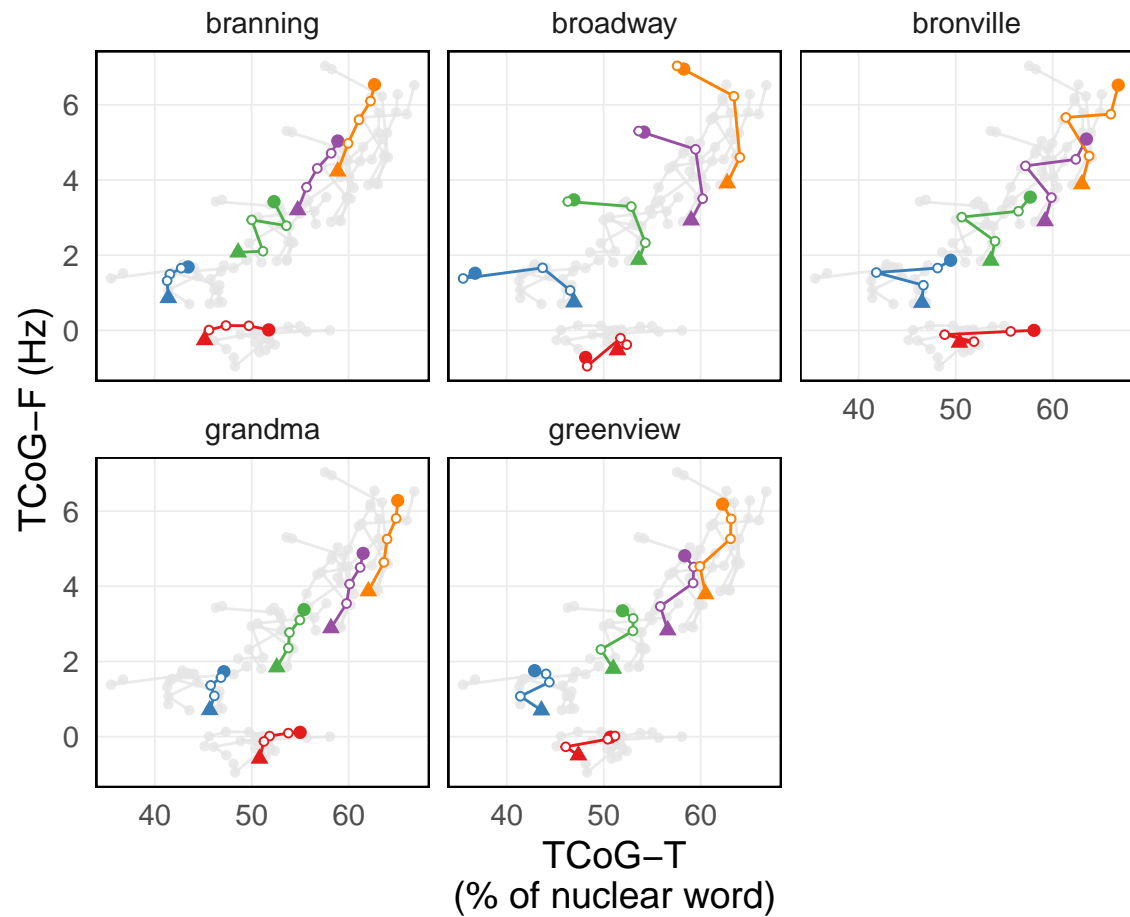 branning
broadway
bronville
6
4
2
0
40
50
60
grandma
greenview
6
4
2
0
40
50
60
40
50
60
TCoG−F (Hz)
TCoG−T
(% of nuclear word)